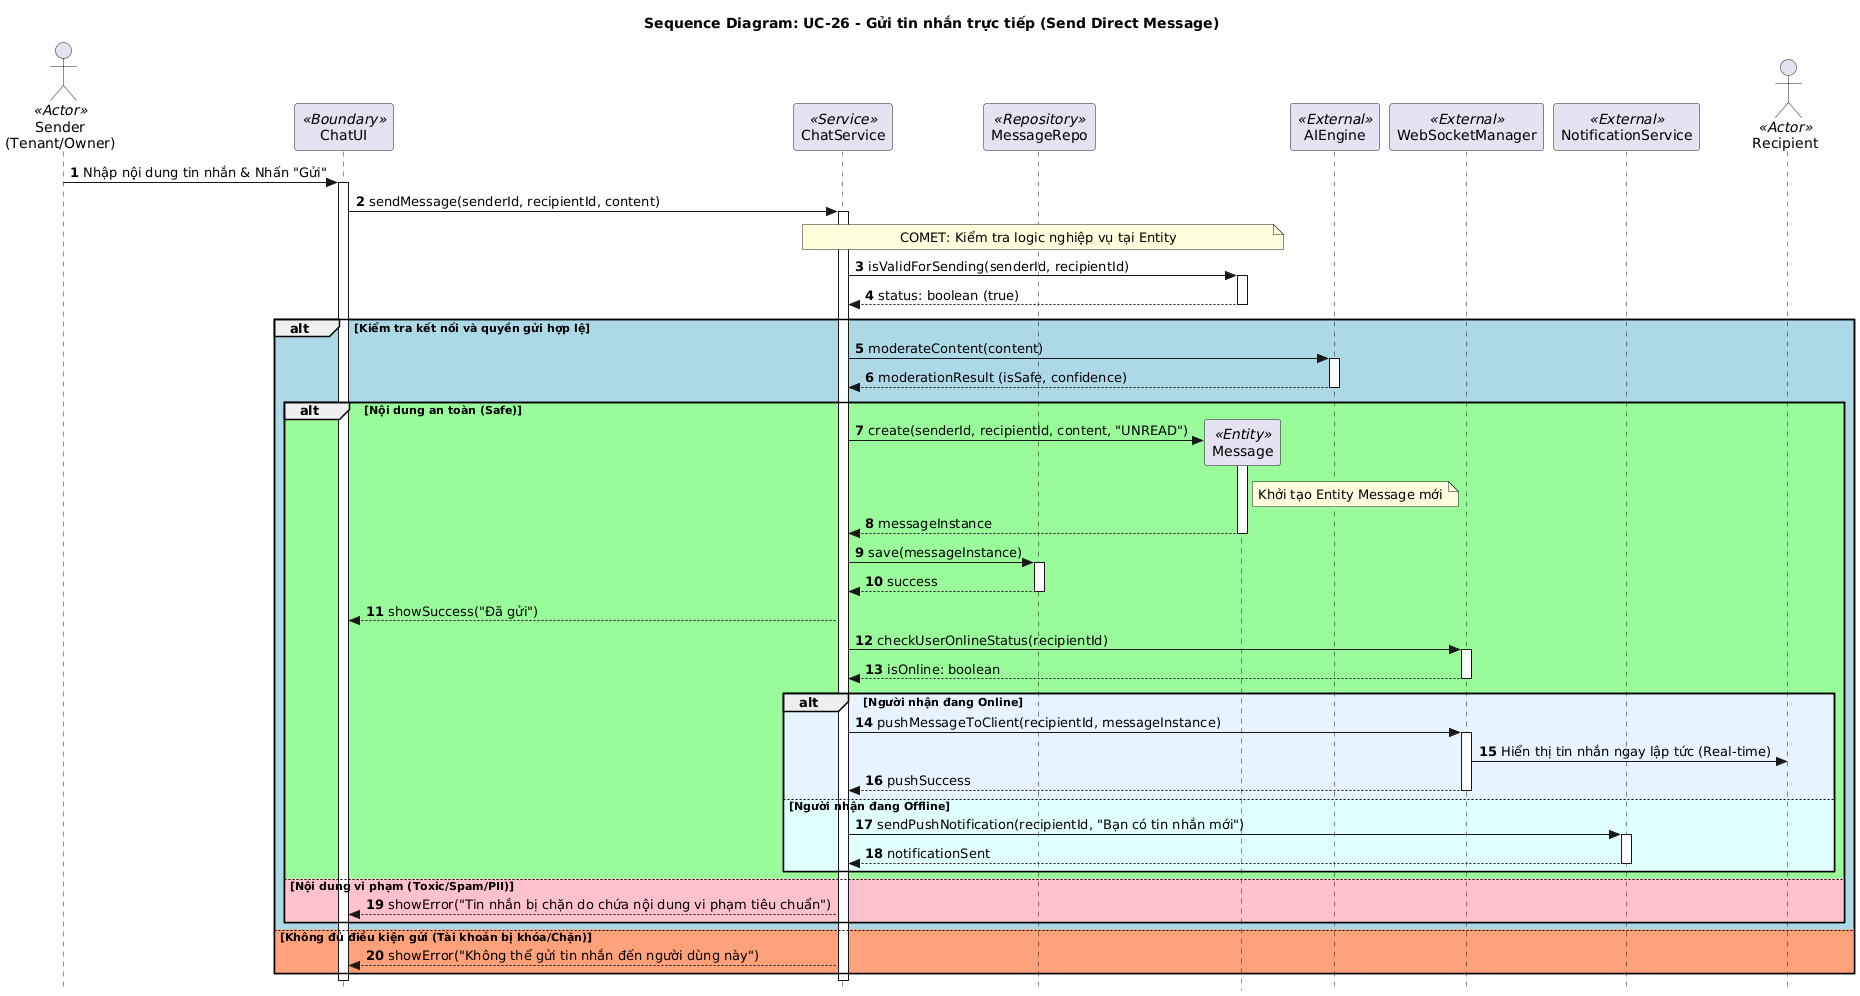 Sequence Diagram: UC-26 - Gửi tin nhắn trực tiếp (Send Direct Message)
«Actor»
Sender
(Tenant/Owner)
«Boundary»
ChatUI
«Service»
ChatService
«Repository»
MessageRepo
«External»
AIEngine
«External»
WebSocketManager
«External»
NotificationService
«Actor»
Recipient
1 Nhập nội dung tin nhắn & Nhấn "Gửi"
2 sendMessage(senderId, recipientId, content)
COMET: Kiểm tra logic nghiệp vụ tại Entity
3 isValidForSending(senderId, recipientId)
4 status: boolean (true)
alt [Kiểm tra kết nối và quyền gửi hợp lệ]
5 moderateContent(content)
6 moderationResult (isSafe, confidence)
alt [Nội dung an toàn (Safe)]
7 create(senderId, recipientId, content, "UNREAD")
«Entity»
Message
Khởi tạo Entity Message mới
8 messageInstance
9 save(messageInstance)
10 success
11 showSuccess("Đã gửi")
12 checkUserOnlineStatus(recipientId)
13 isOnline: boolean
alt [Người nhận đang Online]
14 pushMessageToClient(recipientId, messageInstance)
15 Hiển thị tin nhắn ngay lập tức (Real-time)
16 pushSuccess
[Người nhận đang Offline]
17 sendPushNotification(recipientId, "Bạn có tin nhắn mới")
18 notificationSent
[Nội dung vi phạm (Toxic/Spam/PII)]
19 showError("Tin nhắn bị chặn do chứa nội dung vi phạm tiêu chuẩn")
[Không đủ điều kiện gửi (Tài khoản bị khóa/Chặn)]
20 showError("Không thể gửi tin nhắn đến người dùng này")